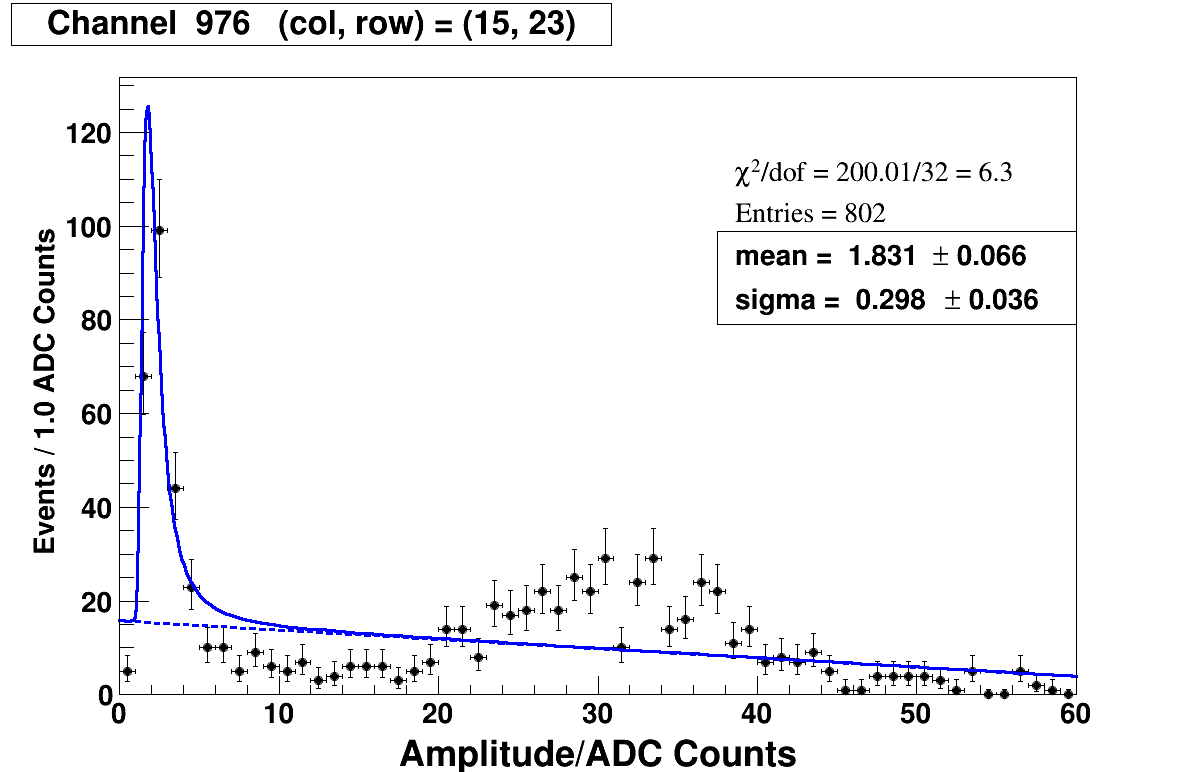 Channel 976 (col, row) = (15, 23)
χ²/dof = 200.01/32 = 6.3
Entries = 802
mean = 1.831 ± 0.066
sigma = 0.298 ± 0.036
Events / 1.0 ADC Counts
120
100
80
60
40
20
0
0 10 20 30 40 50 60
Amplitude/ADC Counts